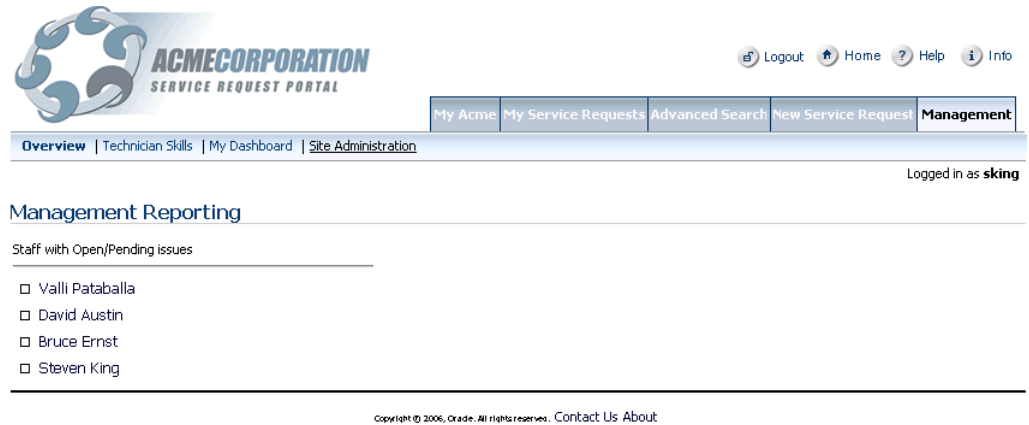 ACMECORPORATION
SERVICE REQUEST PORTAL
Logout Home ? Help i Info
My Acme My Service Requests Advanced Search New Service Request Management
Overview | Technician Skills | My Dashboard | Site Administration
Logged in as sking
Management Reporting
Staff with Open/Pending issues
Valli Pataballa
David Austin
Bruce Ernst
Steven King
Copyright © 2006, Oracle. All rights reserved. Contact Us About